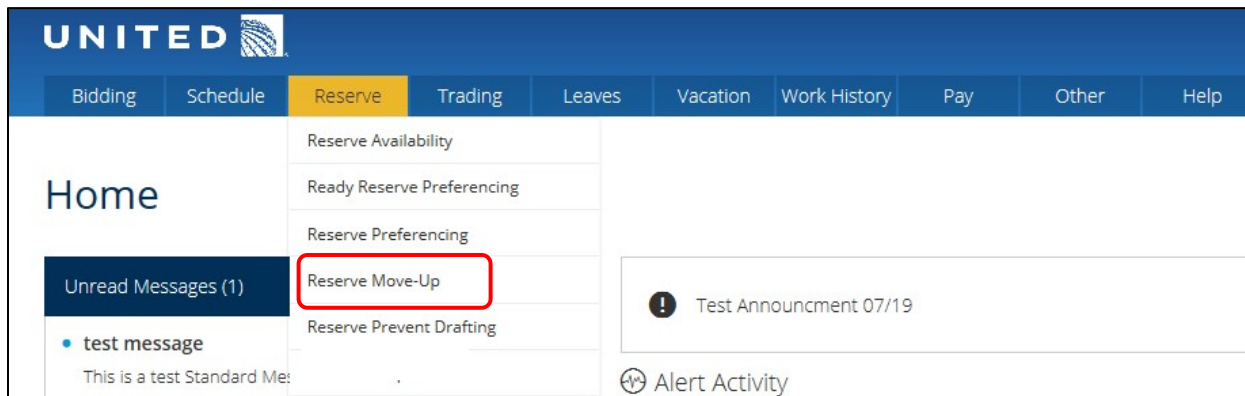 UNITED
Bidding Schedule Reserve Trading Leaves Vacation Work History Pay Other Help
Reserve Availability
Home
Ready Reserve Preferencing
Reserve Preferencing
Unread Messages (1)
Reserve Move-Up
Test Announcment 07/19
Reserve Prevent Drafting
test message
This is a test Standard
Alert Activity